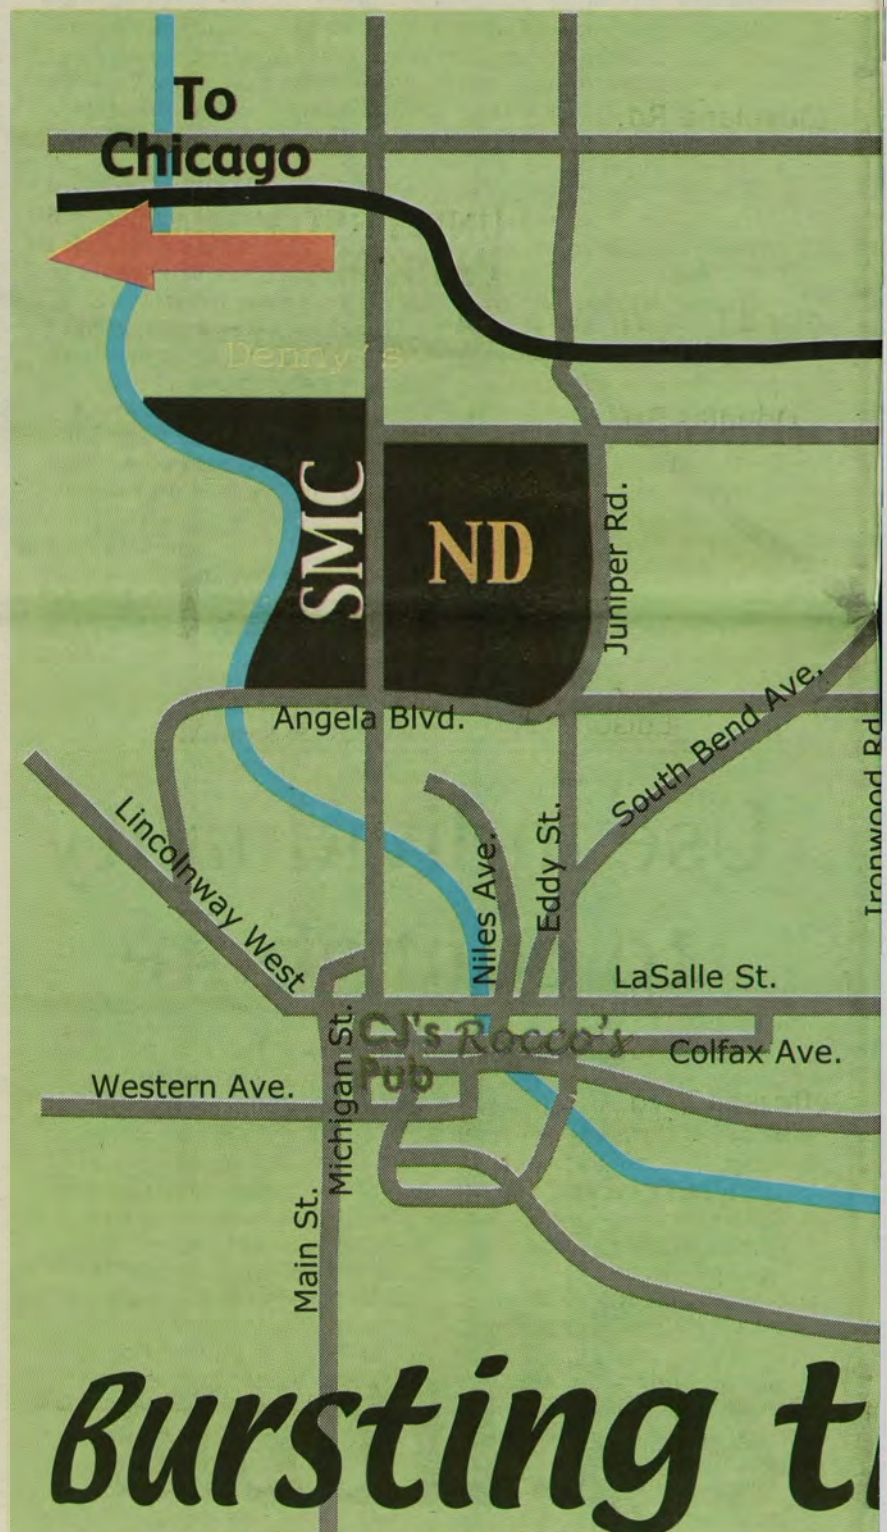 To
Chicago
Denny's
SMC
ND
Juniper Rd.
Angela Blvd.
South Bend Ave.
Ironwood Rd
Lincolnway West
Niles Ave.
Eddy St.
LaSalle St.
CJ's
Pub
Rocco's
Colfax Ave.
Michigan St.
Western Ave.
Main St.
Bursting